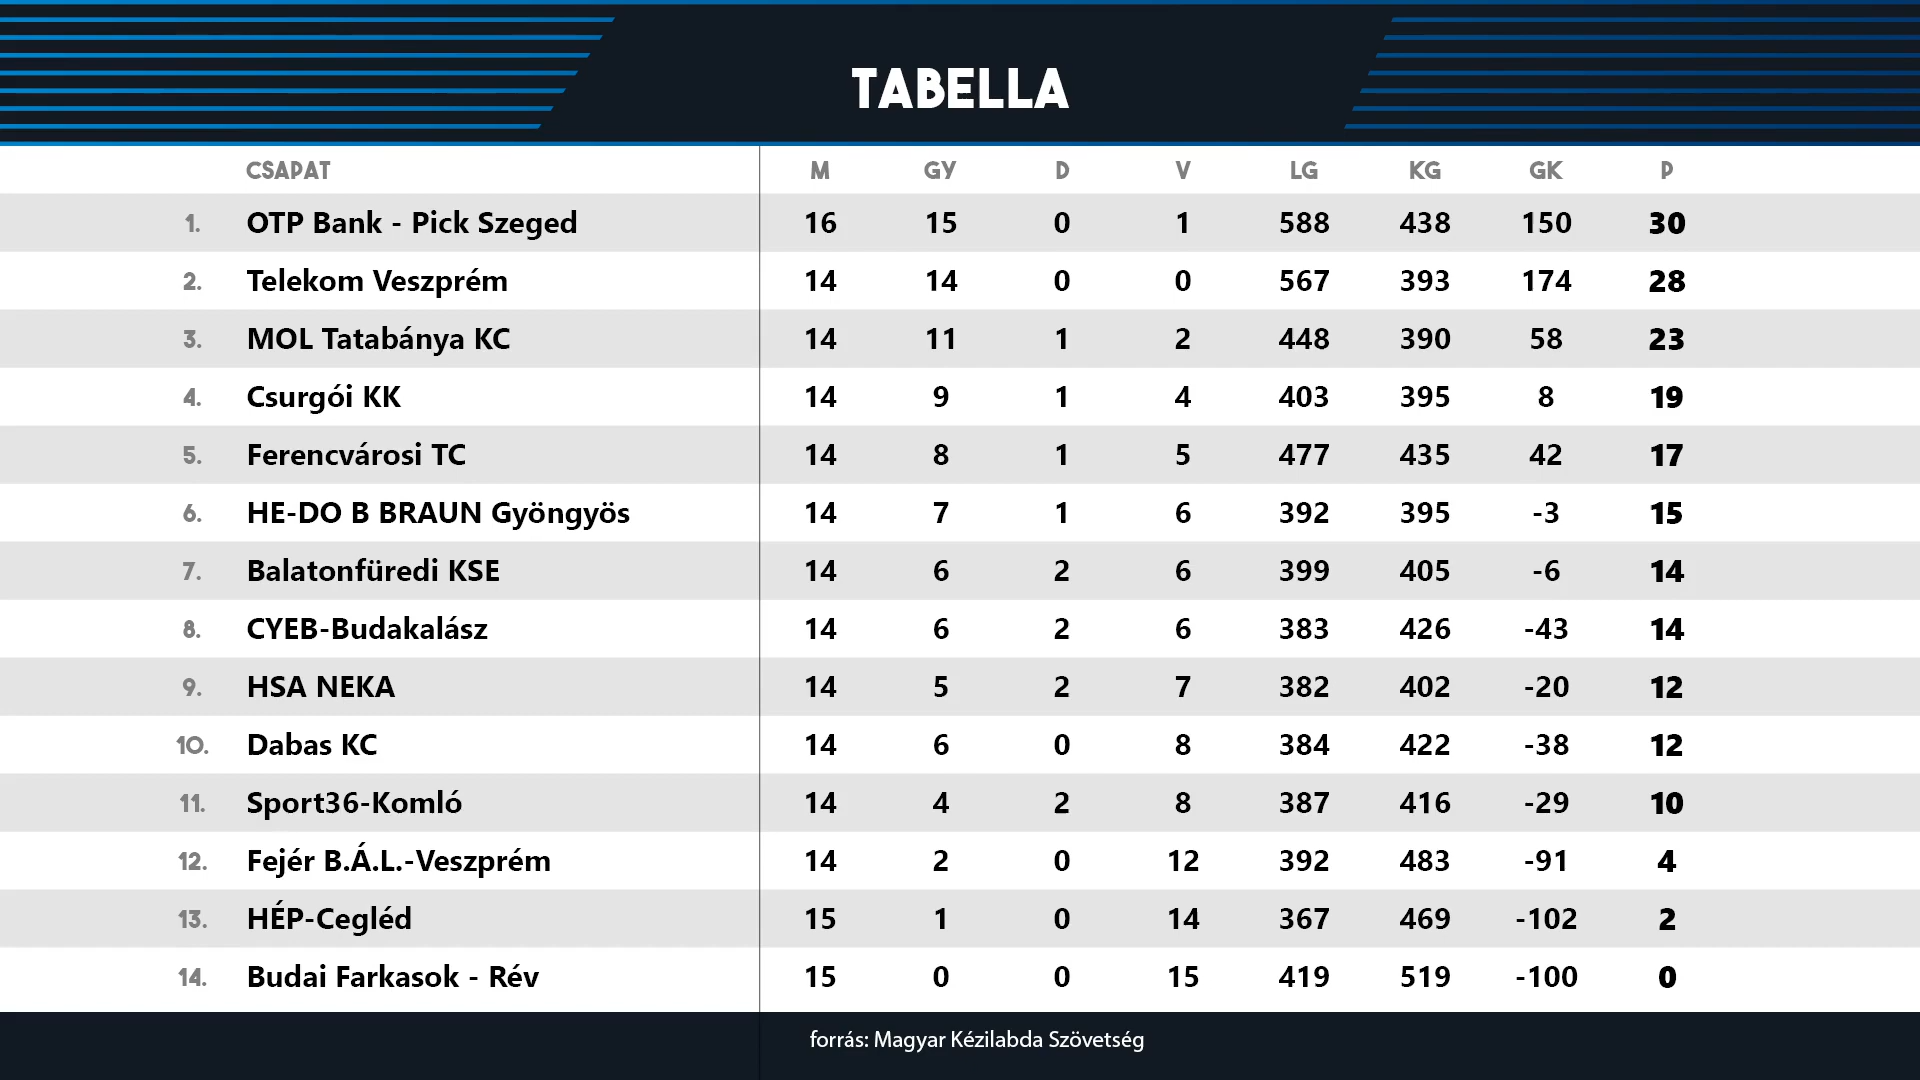 TABELLA
CSAPAT M GY D V LG KG GK P
1. OTP Bank - Pick Szeged 16 15 0 1 588 438 150 30
2. Telekom Veszprém 14 14 0 0 567 393 174 28
3. MOL Tatabánya KC 14 11 1 2 448 390 58 23
4. Csurgói KK 14 9 1 4 403 395 8 19
5. Ferencvárosi TC 14 8 1 5 477 435 42 17
6. HE-DO B BRAUN Gyöngyös 14 7 1 6 392 395 -3 15
7. Balatonfüredi KSE 14 6 2 6 399 405 -6 14
8. CYEB-Budakalász 14 6 2 6 383 426 -43 14
9. HSA NEKA 14 5 2 7 382 402 -20 12
10. Dabas KC 14 6 0 8 384 422 -38 12
11. Sport36-Komló 14 4 2 8 387 416 -29 10
12. Fejér B.Á.L.-Veszprém 14 2 0 12 392 483 -91 4
13. HÉP-Cegléd 15 1 0 14 367 469 -102 2
14. Budai Farkasok - Rév 15 0 0 15 419 519 -100 0
forrás: Magyar Kézilabda Szövetség